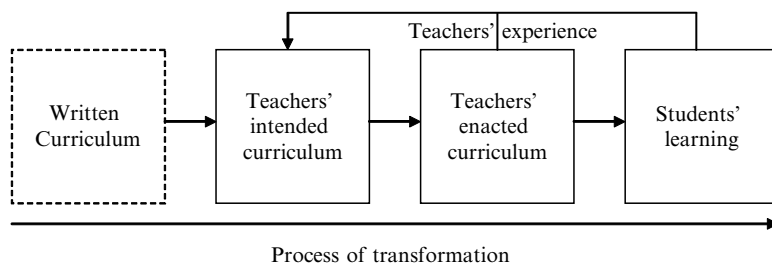 Teachers' experience
Written
Curriculum
Teachers'
intended
curriculum
Teachers'
enacted
curriculum
Students'
learning
Process of transformation